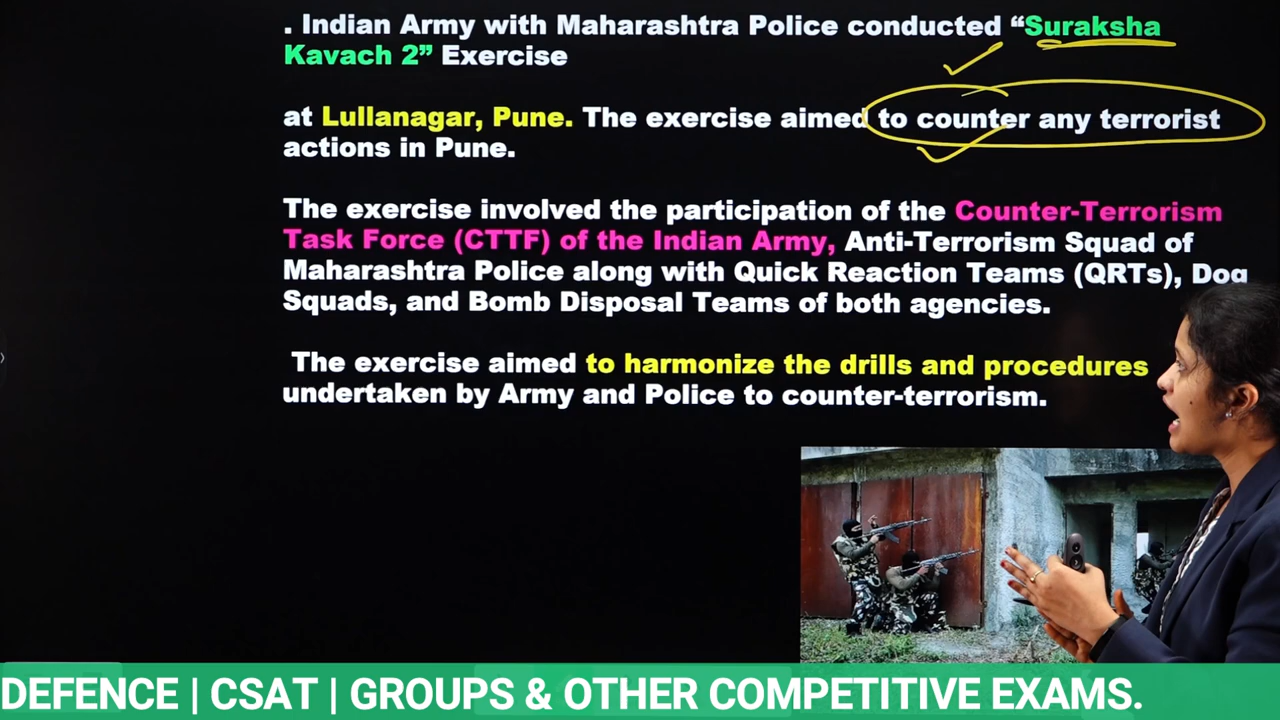 . Indian Army with Maharashtra Police conducted “Suraksha
Kavach 2” Exercise
at Lullanagar, Pune. The exercise aimed to counter any terrorist
actions in Pune.
The exercise involved the participation of the Counter-Terrorism
Task Force (CTTF) of the Indian Army, Anti-Terrorism Squad of
Maharashtra Police along with Quick Reaction Teams (QRTs), Dog
Squads, and Bomb Disposal Teams of both agencies.
The exercise aimed to harmonize the drills and procedures
undertaken by Army and Police to counter-terrorism.
DEFENCE | CSAT | GROUPS & OTHER COMPETITIVE EXAMS.